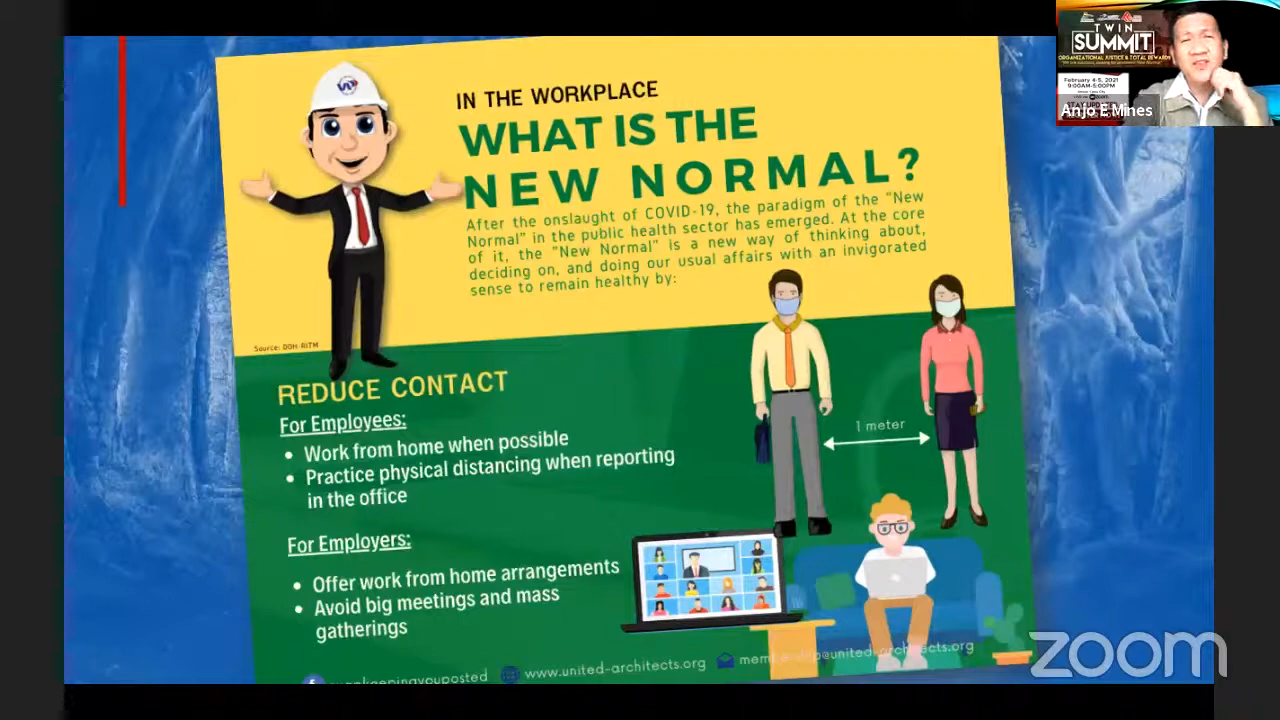 IN THE WORKPLACE
WHAT IS THE
NEW NORMAL?
After the onslaught of COVID-19, the paradigm of the "New
Normal" in the public health sector has emerged. At the core
of it, the "New Normal" is a new way of thinking about,
deciding on, and doing our usual affairs with an invigorated
sense to remain healthy by:
Source: DOH-RITM
REDUCE CONTACT
For Employees:
• Work from home when possible
• Practice physical distancing when reporting
in the office
1 meter
For Employers:
• Offer work from home arrangements
• Avoid big meetings and mass
gatherings
www.united-architects.org
@united-architects.org
zoom
TWIN
SUMMIT
ORGANIZATIONAL JUSTICE & TOTAL REWARDS
February 4-5, 2021
9:00AM-5:00PM
Anjo E Mines